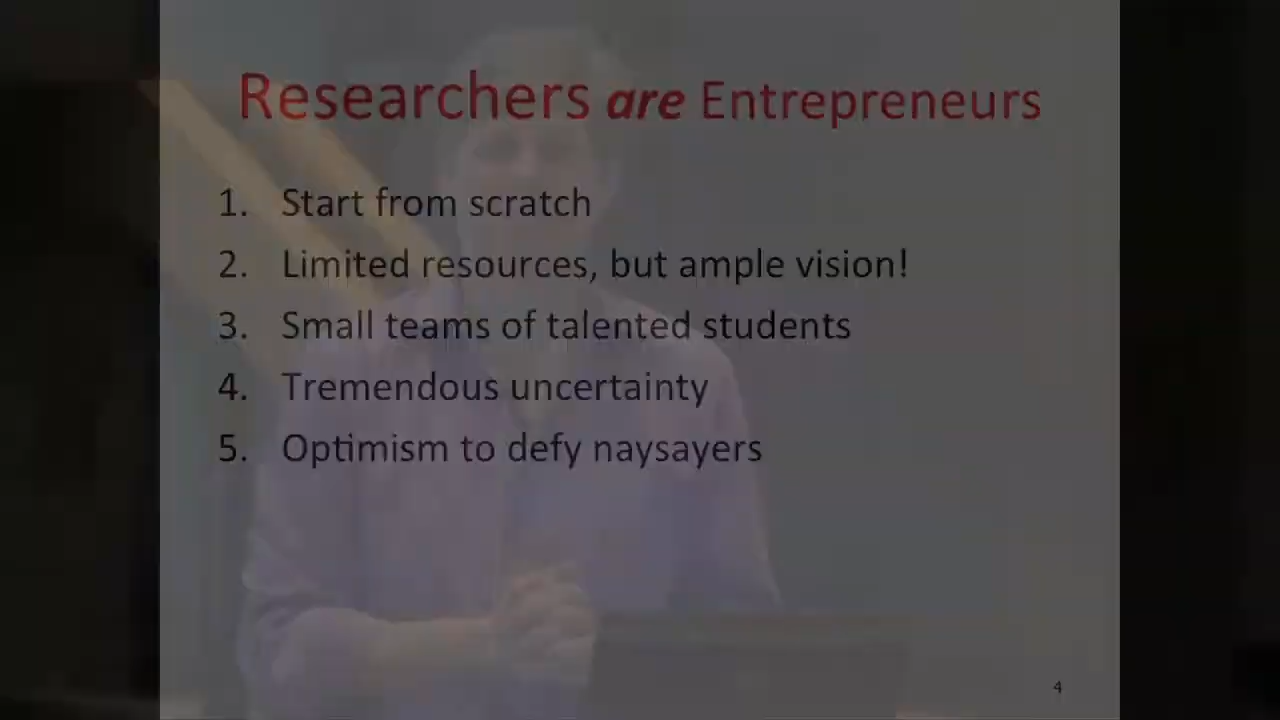 Researchers are Entrepreneurs
1. Start from scratch
2. Limited resources, but ample vision!
3. Small teams of talented students
4. Tremendous uncertainty
5. Optimism to defy naysayers
4